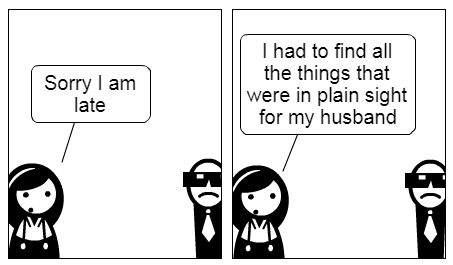 Sorry I am
late
I had to find all
the things that
were in plain sight
for my husband